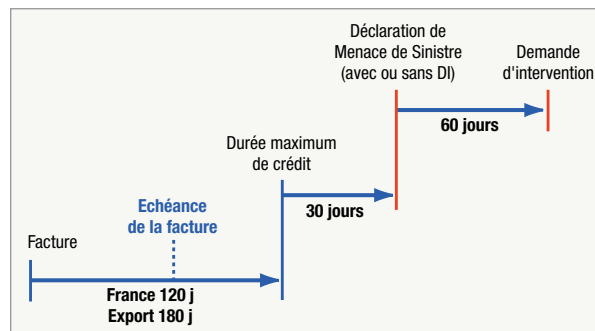 Déclaration de
Menace de Sinistre
(avec ou sans DI)
Demande
d'intervention
60 jours
Durée maximum
de crédit
30 jours
Echéance
de la facture
Facture
France 120 j
Export 180 j